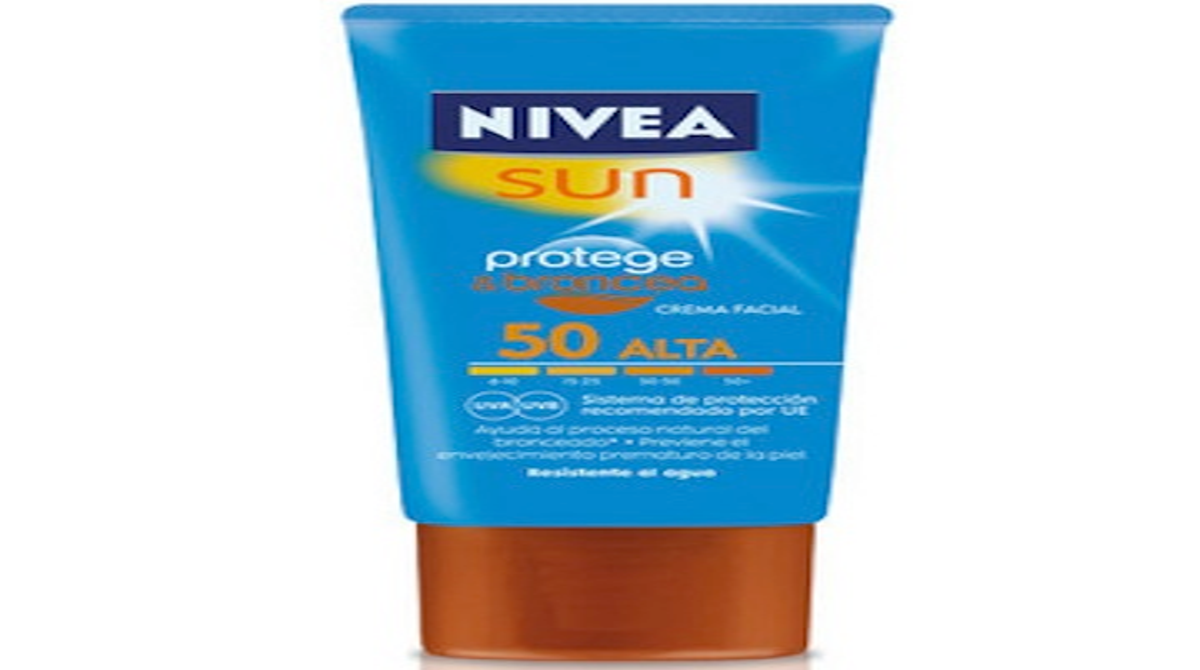 NIVEA
sun
protege
& broncea
CREMA FACIAL
50 ALTA
6-10 15-25 30-50 50+
UVA UVB
Sistema de protección
recomendado por UE
Ayuda al proceso natural del
bronceado* • Previene el
envejecimiento prematuro de la piel
Resistente al agua